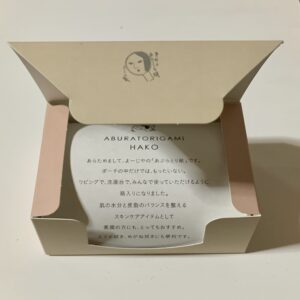 よーじや
ABURATORIGAMI
HAKO
あらためまして、よーじやの「あぶらとり紙」です。
ポーチの中だけでは、もったいない。
リビングで、洗面台で、みんなで使っていただけるように
箱入りになりました。
肌の水分と皮脂のバランスを整える
スキンケアアイテムとして
素肌の方にも、とってもおすすめ。